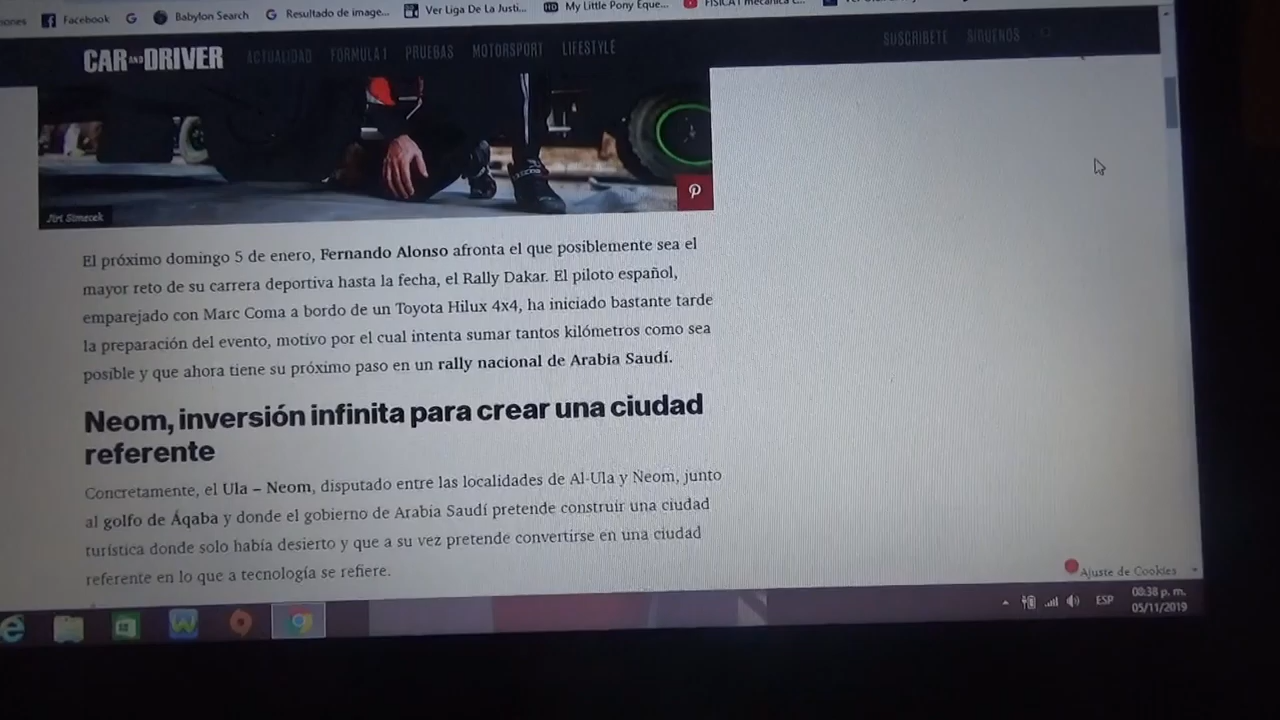 Facebook
Babylon Search
Resultado de image...
Ver Liga De La Justi...
My Little Pony Eque...
CAR AND DRIVER
ACTUALIDAD FORMULA 1 PRUEBAS MOTORSPORT LIFESTYLE
SUSCRIBETE SIGUENOS
Jiri Simecek
El próximo domingo 5 de enero, Fernando Alonso afronta el que posiblemente sea el
mayor reto de su carrera deportiva hasta la fecha, el Rally Dakar. El piloto español,
emparejado con Marc Coma a bordo de un Toyota Hilux 4x4, ha iniciado bastante tarde
la preparación del evento, motivo por el cual intenta sumar tantos kilómetros como sea
posible y que ahora tiene su próximo paso en un rally nacional de Arabia Saudí.
Neom, inversión infinita para crear una ciudad
referente
Concretamente, el Ula – Neom, disputado entre las localidades de Al-Ula y Neom, junto
al golfo de Áqaba y donde el gobierno de Arabia Saudí pretende construir una ciudad
turística donde solo había desierto y que a su vez pretende convertirse en una ciudad
referente en lo que a tecnología se refiere.
Ajuste de Cookies
ESP
08:38 p. m.
05/11/2019